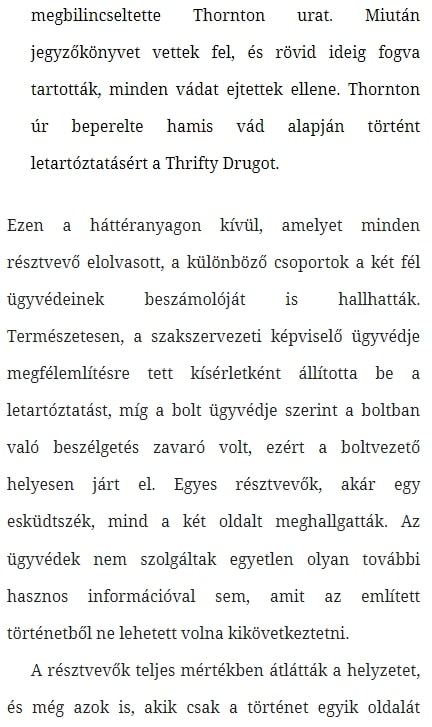 megbilincseltette Thornton urat. Miután
jegyzőkönyvet vettek fel, és rövid ideig fogva
tartották, minden vádat ejtettek ellene. Thornton
úr beperelte hamis vád alapján történt
letartóztatásért a Thrifty Drugot.
Ezen a háttéranyagon kívül, amelyet minden
résztvevő elolvasott, a különböző csoportok a két fél
ügyvédeinek beszámolóját is hallhatták.
Természetesen, a szakszervezeti képviselő ügyvédje
megfélemlítésre tett kísérletként állította be a
letartóztatást, míg a bolt ügyvédje szerint a boltban
való beszélgetés zavaró volt, ezért a boltvezető
helyesen járt el. Egyes résztvevők, akár egy
esküdtszék, mind a két oldalt meghallgatták. Az
ügyvédek nem szolgáltak egyetlen olyan további
hasznos információval sem, amit az említett
történetből ne lehetett volna kikövetkeztetni.
A résztvevők teljes mértékben átlátták a helyzetet,
és még azok is, akik csak a történet egyik oldalát